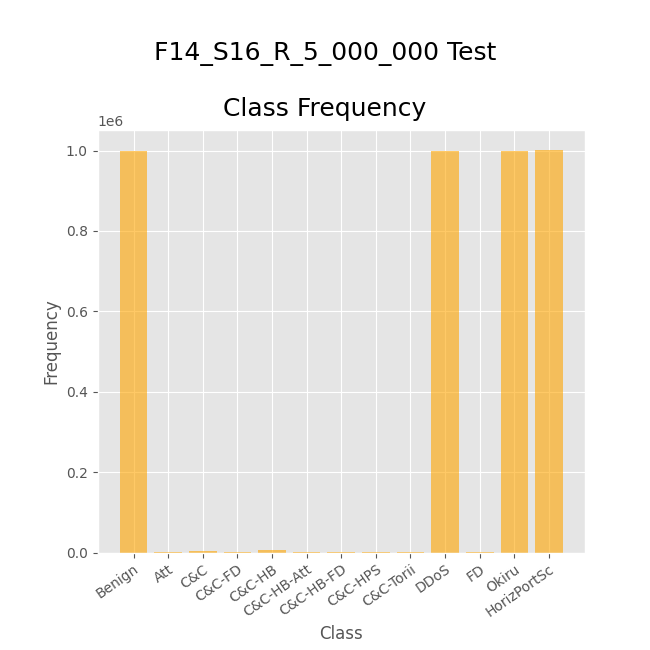 F14_S16_R_5_000_000 Test
Class Frequency
1e6
1.0
0.8
0.6
0.4
0.2
0.0
Frequency
Benign
Att
C&C
C&C-FD
C&C-HB
C&C-HB-Att
C&C-HB-FD
C&C-HPS
C&C-Torii
DDoS
FD
Okiru
HorizPortSc
Class